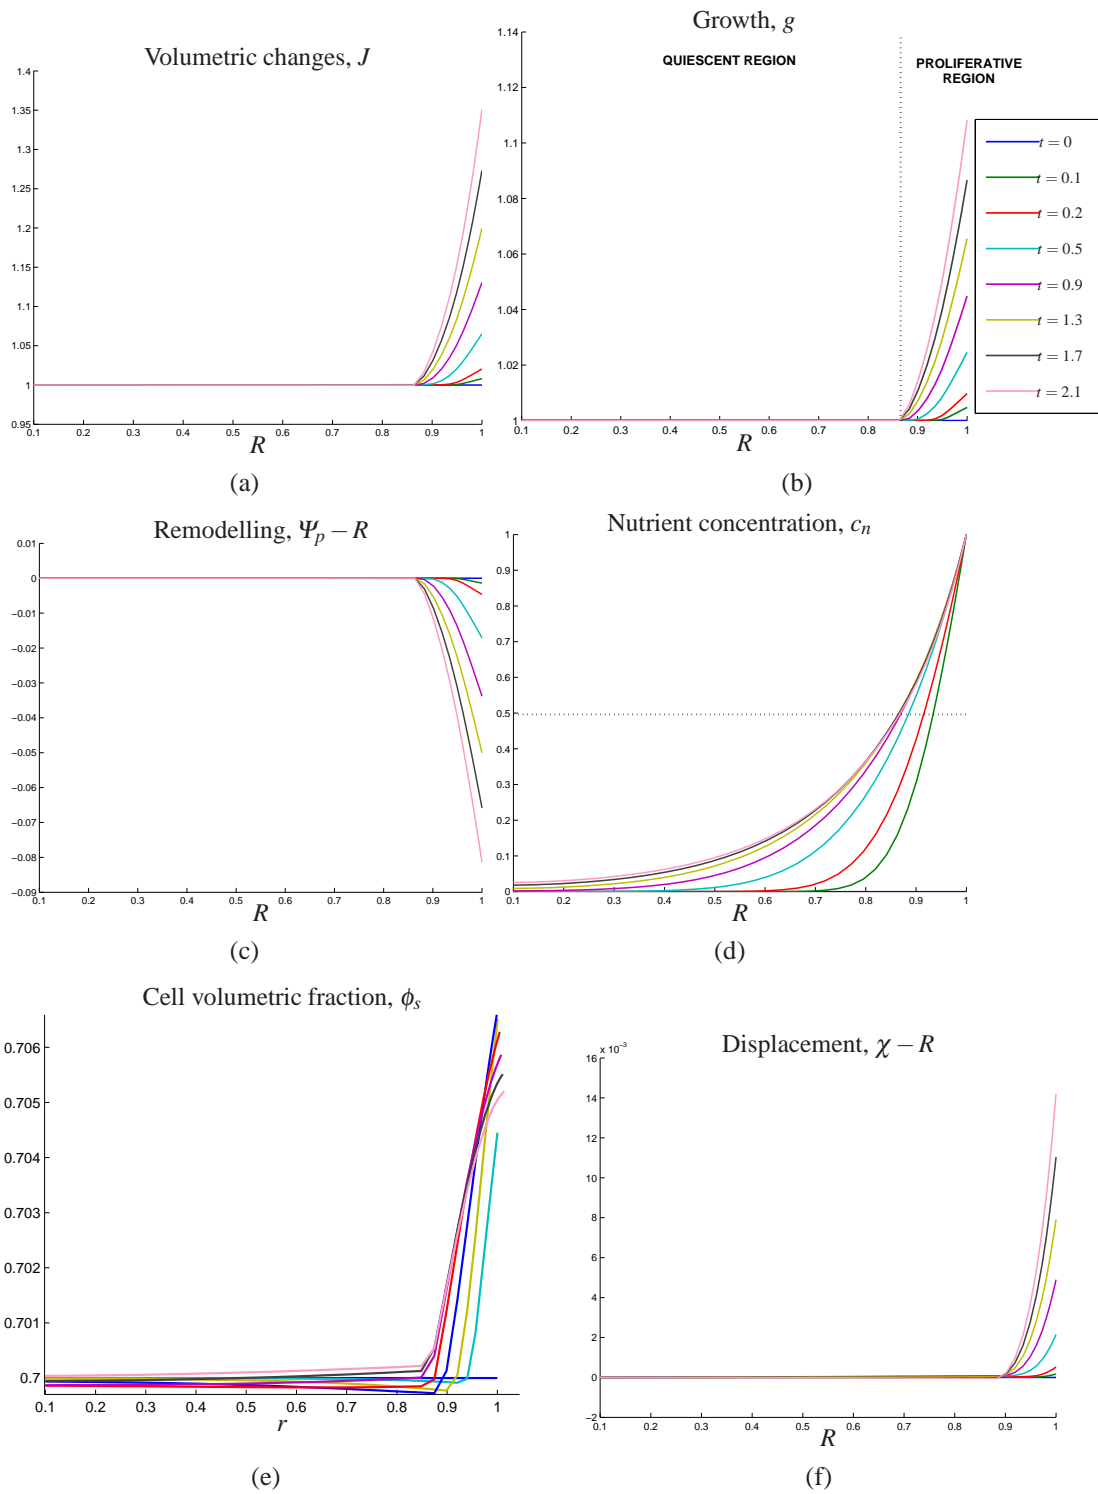 Volumetric changes, J
1.4
1.35
1.3
1.25
1.2
1.15
1.1
1.05
1
0.95
0.1 0.2 0.3 0.4 0.5 0.6 0.7 0.8 0.9 1
R
(a)
Growth, g
1.14
1.12
1.1
1.08
1.06
1.04
1.02
1
QUIESCENT REGION
PROLIFERATIVE
REGION
t = 0
t = 0.1
t = 0.2
t = 0.5
t = 0.9
t = 1.3
t = 1.7
t = 2.1
0.1 0.2 0.3 0.4 0.5 0.6 0.7 0.8 0.9 1
R
(b)
Remodelling, Ψp − R
0.01
0
−0.01
−0.02
−0.03
−0.04
−0.05
−0.06
−0.07
−0.08
−0.09
0.1 0.2 0.3 0.4 0.5 0.6 0.7 0.8 0.9 1
R
(c)
Nutrient concentration, cn
1
0.9
0.8
0.7
0.6
0.5
0.4
0.3
0.2
0.1
0
0.1 0.2 0.3 0.4 0.5 0.6 0.7 0.8 0.9 1
R
(d)
Cell volumetric fraction, ϕs
0.706
0.705
0.704
0.703
0.702
0.701
0.7
0.1 0.2 0.3 0.4 0.5 0.6 0.7 0.8 0.9 1
r
(e)
Displacement, χ − R
x 10⁻³
16
14
12
10
8
6
4
2
0
−2
0.1 0.2 0.3 0.4 0.5 0.6 0.7 0.8 0.9 1
R
(f)